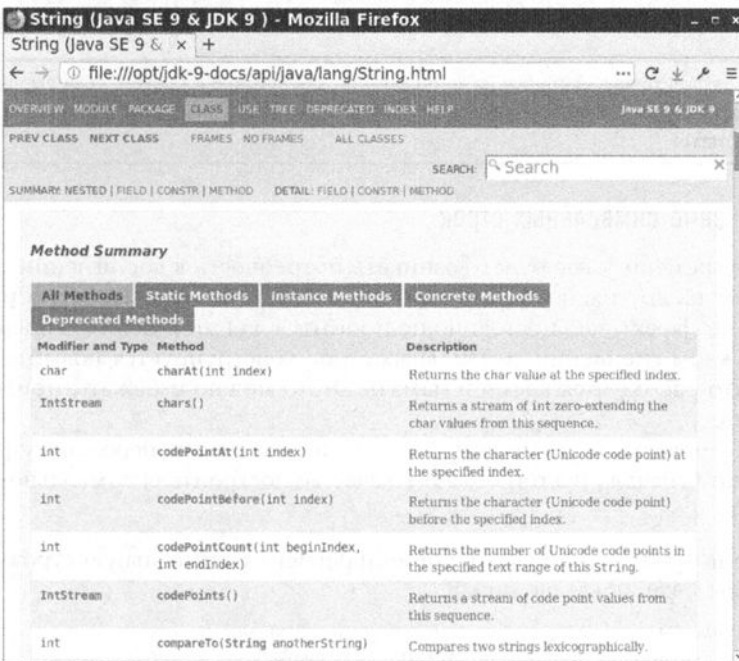 String (Java SE 9 & JDK 9 ) - Mozilla Firefox
String (Java SE 9 & × +
file:///opt/jdk-9-docs/api/java/lang/String.html
OVERVIEW MODULE PACKAGE CLASS USE TREE DEPRECATED INDEX HELP
Java SE 9 & JDK 9
PREV CLASS NEXT CLASS FRAMES NO FRAMES ALL CLASSES
SEARCH: Search
SUMMARY: NESTED | FIELD | CONSTR | METHOD DETAIL: FIELD | CONSTR | METHOD
Method Summary
All Methods Static Methods Instance Methods Concrete Methods
Deprecated Methods
Modifier and Type Method Description
char charAt(int index) Returns the char value at the specified index.
IntStream chars() Returns a stream of int zero-extending the
char values from this sequence.
int codePointAt(int index) Returns the character (Unicode code point) at
the specified index.
int codePointBefore(int index) Returns the character (Unicode code point)
before the specified index.
int codePointCount(int beginIndex, Returns the number of Unicode code points in
int endIndex) the specified text range of this String.
IntStream codePoints() Returns a stream of code point values from
this sequence.
int compareTo(String anotherString) Compares two strings lexicographically.